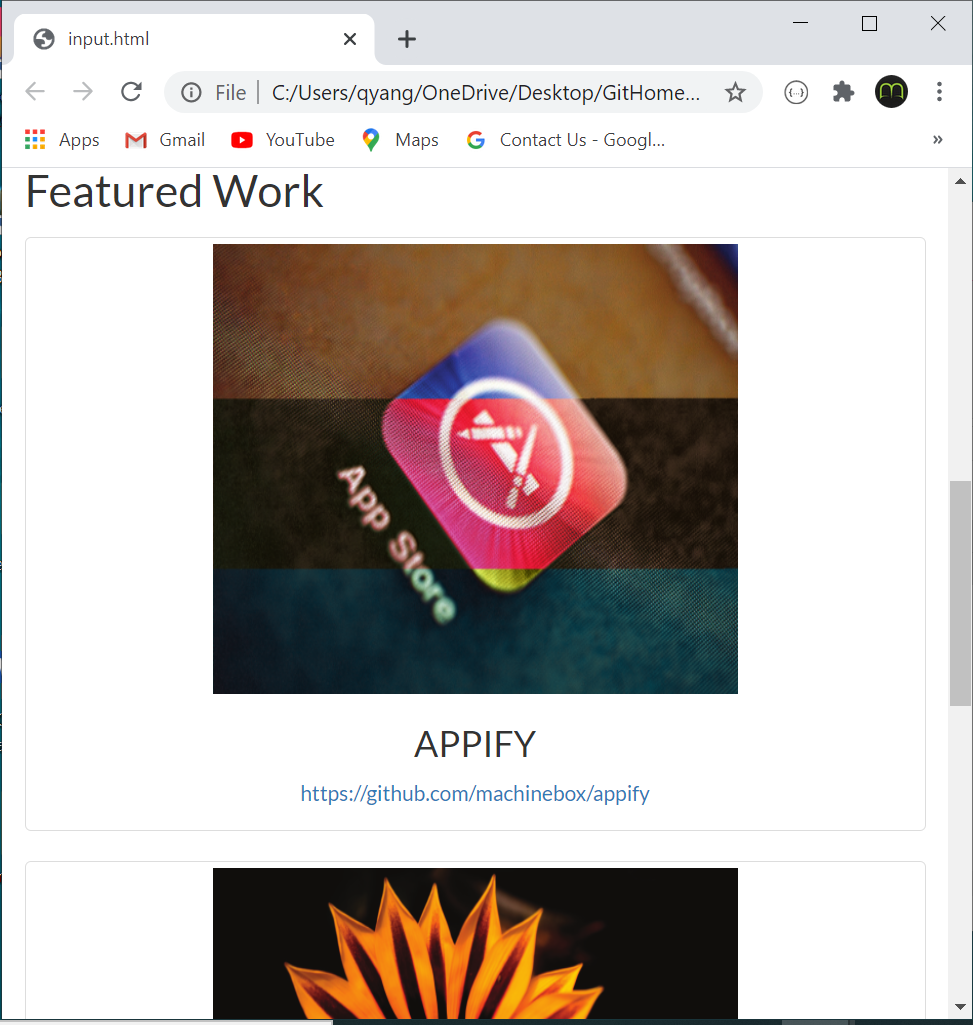 input.html
File
C:/Users/qyang/OneDrive/Desktop/GitHome...
Apps
Gmail
YouTube
Maps
Contact Us - Googl...
»
Featured Work
App Store
APPIFY
https://github.com/machinebox/appify